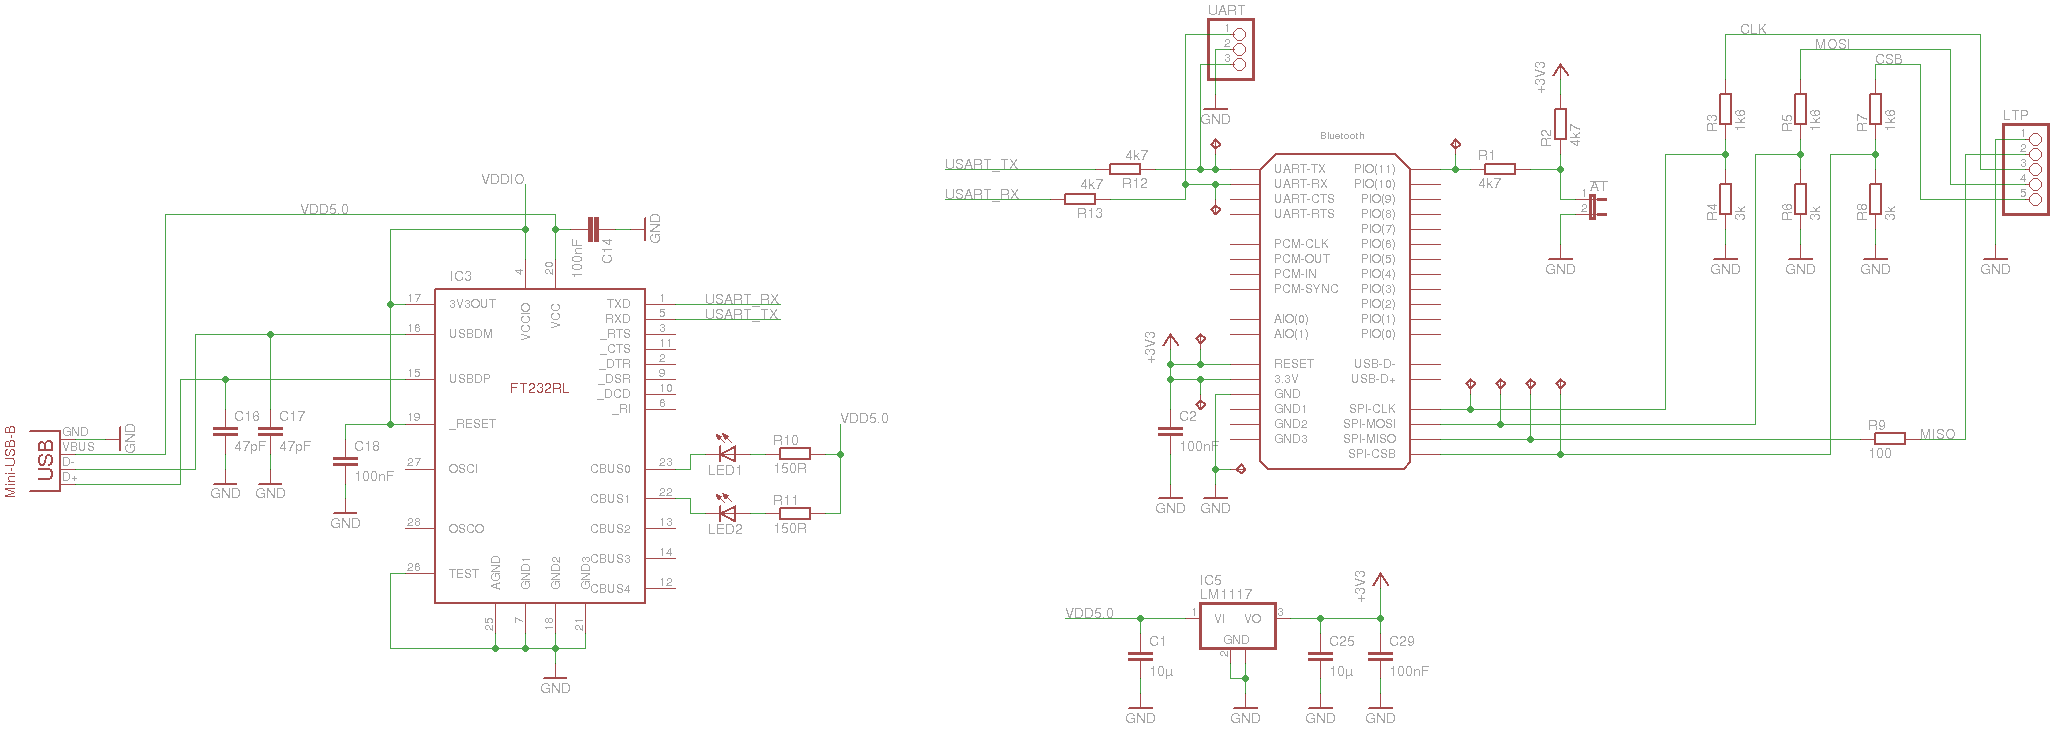 Mini-USB-B
USB
GND
VBUS
D-
D+
GND
VDD5.0
VDDIO
C16
47pF
GND
C17
47pF
GND
C18
100nF
GND
100nF
C14
GND
IC3
FT232RL
17
3V3OUT
16
USBDM
15
USBDP
19
_RESET
27
OSCI
28
OSCO
26
TEST
4
VCCIO
20
VCC
TXD
1
USART_RX
RXD
5
USART_TX
_RTS
3
_CTS
11
_DTR
2
_DSR
9
_DCD
10
_RI
6
CBUS0
23
CBUS1
22
CBUS2
13
CBUS3
14
CBUS4
12
AGND
25
GND1
7
GND2
18
GND3
21
GND
LED1
R10
150R
LED2
R11
150R
VDD5.0
UART
1
2
3
GND
USART_TX
4k7
R12
USART_RX
4k7
R13
Bluetooth
UART-TX
UART-RX
UART-CTS
UART-RTS
PCM-CLK
PCM-OUT
PCM-IN
PCM-SYNC
AIO(0)
AIO(1)
RESET
3.3V
GND
GND1
GND2
GND3
PIO(11)
PIO(10)
PIO(9)
PIO(8)
PIO(7)
PIO(6)
PIO(5)
PIO(4)
PIO(3)
PIO(2)
PIO(1)
PIO(0)
USB-D-
USB-D+
SPI-CLK
SPI-MOSI
SPI-MISO
SPI-CSB
+3V3
C2
100nF
GND
GND
R1
4k7
+3V3
R2
4k7
AT
1
2
GND
CLK
MOSI
CSB
R3
1k6
R5
1k6
R7
1k6
R4
3k
R6
3k
R8
3k
GND
GND
GND
LTP
1
2
3
4
5
GND
R9
100
MISO
VDD5.0
C1
10µ
GND
IC5
LM1117
1
VI
VO
3
GND
2
GND
+3V3
C25
10µ
GND
C29
100nF
GND